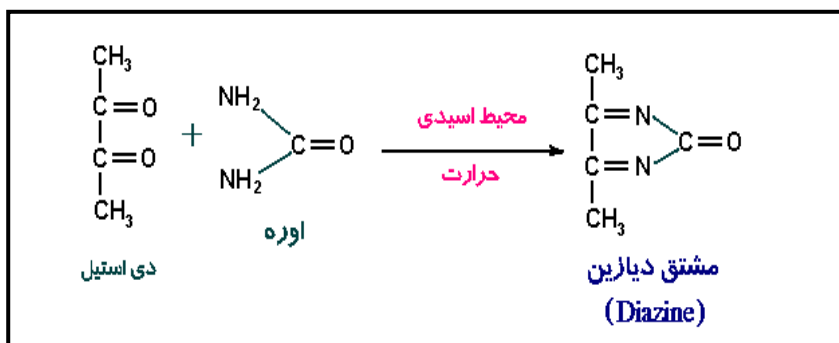 CH₃
C=O
C=O
CH₃
دی استیل
+
NH₂
C=O
NH₂
اوره
محیط اسیدی
حرارت
CH₃
C=N
C=O
C=N
CH₃
مشتق دیازین
(Diazine)